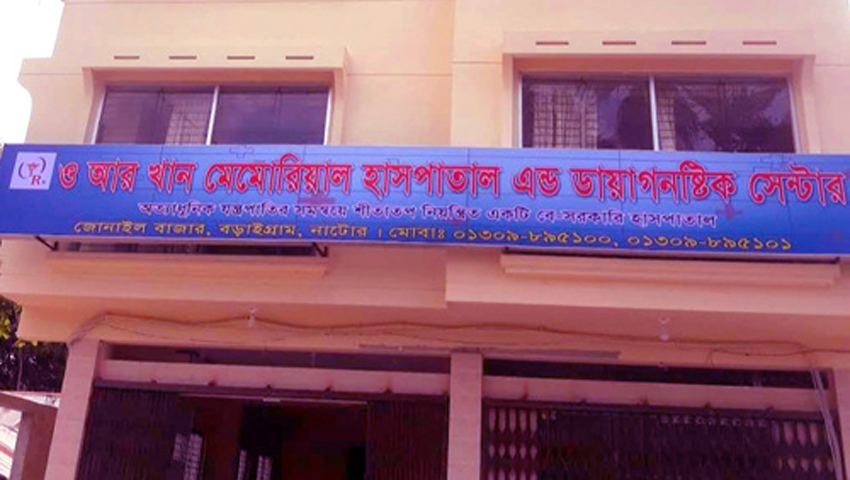 ও আর খান মেমোরিয়াল হাসপাতাল এন্ড ডায়াগনষ্টিক সেন্টার
অত্যাধুনিক যন্ত্রপাতির সমন্বয়ে শীতাতপ নিয়ন্ত্রিত একটি বে-সরকারি হাসপাতাল
জোনাইল বাজার, বড়াইগ্রাম, নাটোর । মোবাঃ ০১৩০৯-৮৯৫১০০, ০১৩০৯-৮৯৫১০১